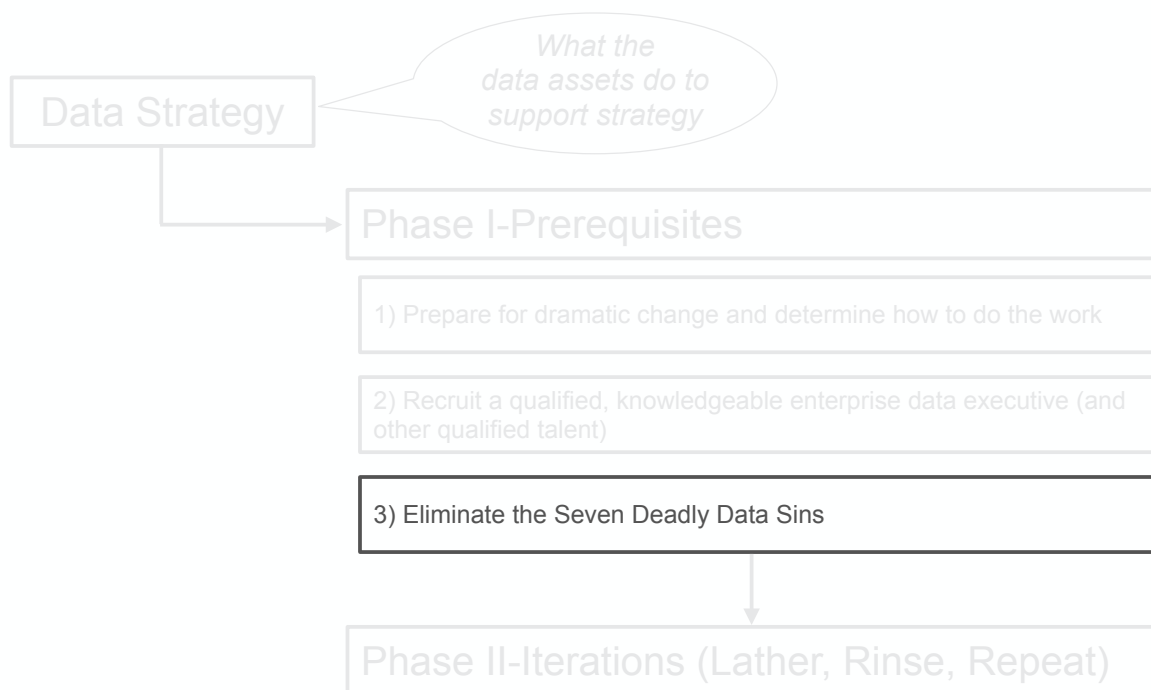 What the
data assets do to
support strategy
Data Strategy
Phase I-Prerequisites
1) Prepare for dramatic change and determine how to do the work
2) Recruit a qualified, knowledgeable enterprise data executive (and
other qualified talent)
3) Eliminate the Seven Deadly Data Sins
Phase II-Iterations (Lather, Rinse, Repeat)